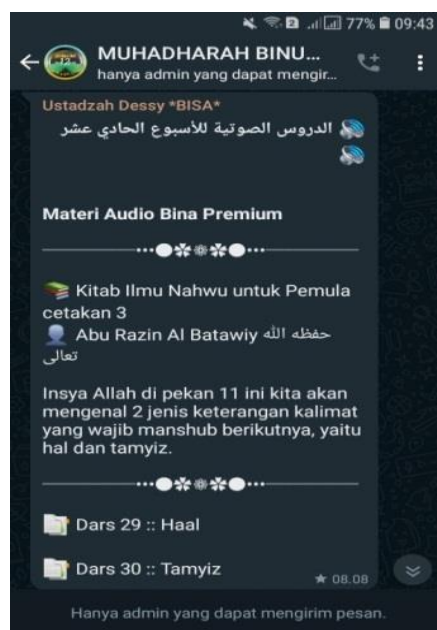 77% 09:43
MUHADHARAH BINU...
hanya admin yang dapat mengir...
Ustadzah Dessy *BISA*
الدروس الصوتية للأسبوع الحادي عشر
Materi Audio Bina Premium
Kitab Ilmu Nahwu untuk Pemula
cetakan 3
Abu Razin Al Batawiy حفظه الله
تعالى
Insya Allah di pekan 11 ini kita akan
mengenal 2 jenis keterangan kalimat
yang wajib manshub berikutnya, yaitu
hal dan tamyiz.
Dars 29 :: Haal
Dars 30 :: Tamyiz
★ 08.08
Hanya admin yang dapat mengirim pesan.